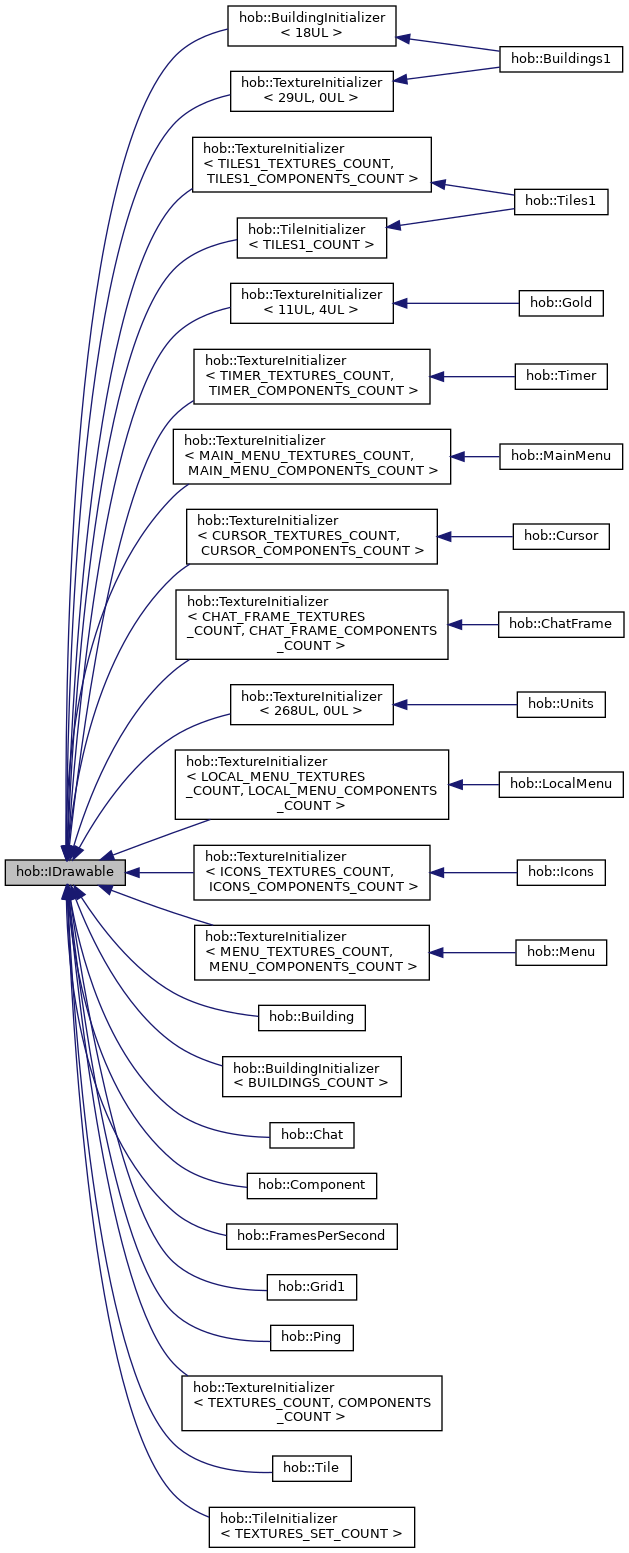 hob::BuildingInitializer
< 18UL >
hob::Buildings1
hob::TextureInitializer
< 29UL, 0UL >
hob::TextureInitializer
< TILES1_TEXTURES_COUNT,
TILES1_COMPONENTS_COUNT >
hob::Tiles1
hob::TileInitializer
< TILES1_COUNT >
hob::TextureInitializer
< 11UL, 4UL >
hob::Gold
hob::TextureInitializer
< TIMER_TEXTURES_COUNT,
TIMER_COMPONENTS_COUNT >
hob::Timer
hob::TextureInitializer
< MAIN_MENU_TEXTURES_COUNT,
MAIN_MENU_COMPONENTS_COUNT >
hob::MainMenu
hob::TextureInitializer
< CURSOR_TEXTURES_COUNT,
CURSOR_COMPONENTS_COUNT >
hob::Cursor
hob::TextureInitializer
< CHAT_FRAME_TEXTURES
_COUNT, CHAT_FRAME_COMPONENTS
_COUNT >
hob::ChatFrame
hob::TextureInitializer
< 268UL, 0UL >
hob::Units
hob::TextureInitializer
< LOCAL_MENU_TEXTURES
_COUNT, LOCAL_MENU_COMPONENTS
_COUNT >
hob::LocalMenu
hob::IDrawable
hob::TextureInitializer
< ICONS_TEXTURES_COUNT,
ICONS_COMPONENTS_COUNT >
hob::Icons
hob::TextureInitializer
< MENU_TEXTURES_COUNT,
MENU_COMPONENTS_COUNT >
hob::Menu
hob::Building
hob::BuildingInitializer
< BUILDINGS_COUNT >
hob::Chat
hob::Component
hob::FramesPerSecond
hob::Grid1
hob::Ping
hob::TextureInitializer
< TEXTURES_COUNT, COMPONENTS
_COUNT >
hob::Tile
hob::TileInitializer
< TEXTURES_SET_COUNT >